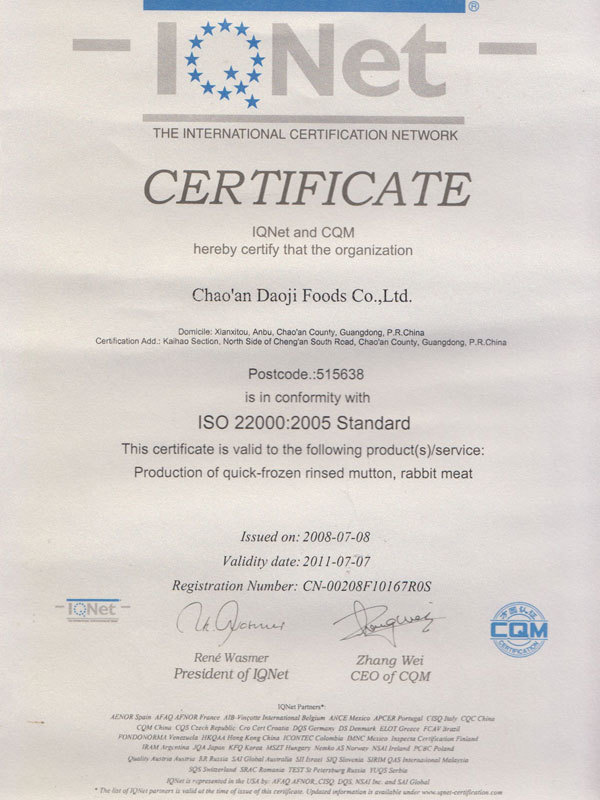 IQNet®
THE INTERNATIONAL CERTIFICATION NETWORK
CERTIFICATE
IQNet and CQM
hereby certify that the organization
Chao'an Daoji Foods Co.,Ltd.
Domicile: Xianxitou, Anbu, Chao'an County, Guangdong, P.R.China
Certification Add.: Kaihao Section, North Side of Cheng'an South Road, Chao'an County, Guangdong, P.R.China
Postcode.:515638
is in conformity with
ISO 22000:2005 Standard
This certificate is valid to the following product(s)/service:
Production of quick-frozen rinsed mutton, rabbit meat
Issued on: 2008-07-08
Validity date: 2011-07-07
Registration Number: CN-00208F10167R0S
IQNet
方圆认证
CQM
CERTIFICATION
René Wasmer
President of IQNet
Zhang Wei
CEO of CQM
IQNet Partners*:
AENOR Spain AFAQ AFNOR France AIB-Vinçotte International Belgium ANCE Mexico APCER Portugal CISQ Italy CQC China
CQM China CQS Czech Republic Cro Cert Croatia DQS Germany DS Denmark ELOT Greece FCAV Brazil
FONDONORMA Venezuela HKQAA Hong Kong China ICONTEC Colombia IMNC Mexico Inspecta Certification Finland
IRAM Argentina JQA Japan KFQ Korea MSZT Hungary Nemko AS Norway NSAI Ireland PCBC Poland
Quality Austria Austria RR Russia SAI Global Australia SII Israel SIQ Slovenia SIRIM QAS International Malaysia
SQS Switzerland SRAC Romania TEST St Petersburg Russia YUQS Serbia
IQNet is represented in the USA by: AFAQ AFNOR, CISQ, DQS, NSAI Inc. and SAI Global
* The list of IQNet partners is valid at the time of issue of this certificate. Updated information is available under www.iqnet-certification.com